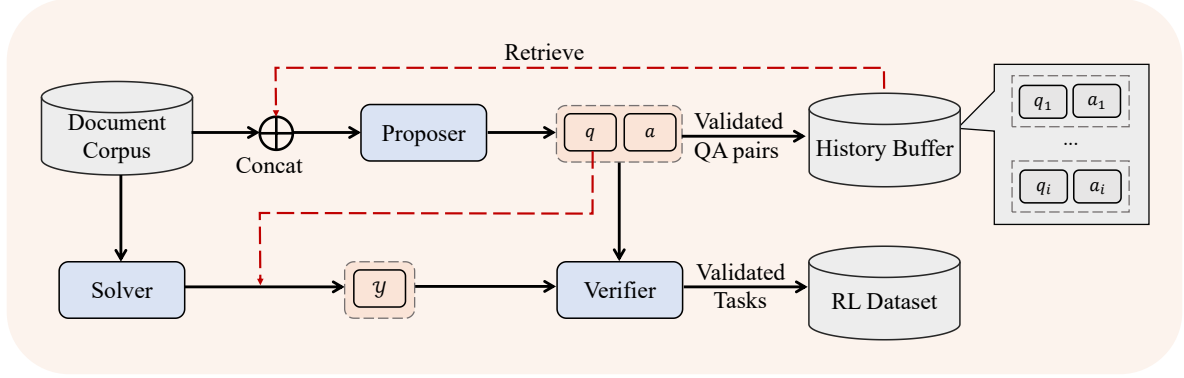 Retrieve
Document
Corpus
Concat
Proposer
q a
Validated
QA pairs
History Buffer
q₁ a₁
...
qᵢ aᵢ
Solver
𝒴
Verifier
Validated
Tasks
RL Dataset